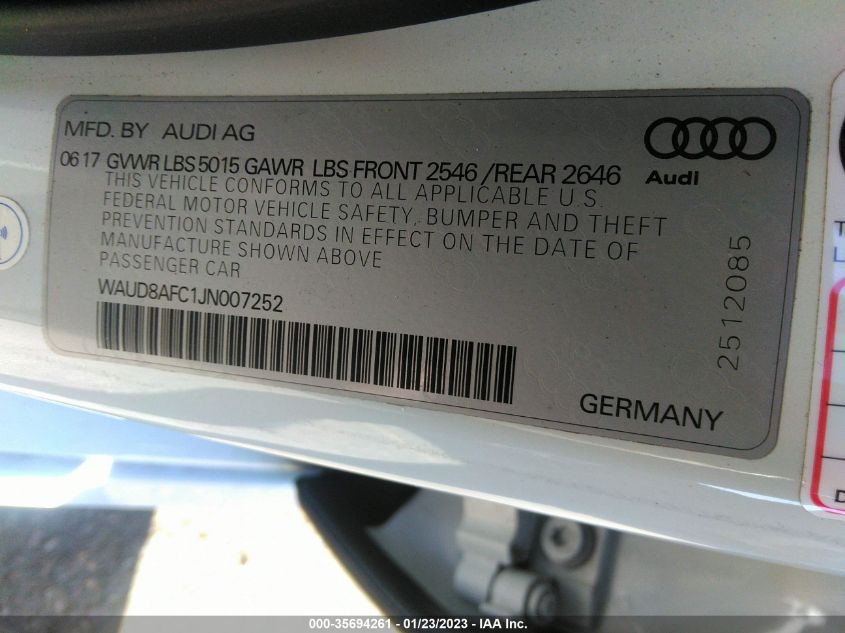 MFD. BY AUDI AG
06 17 GVWR LBS 5015 GAWR LBS FRONT 2546 /REAR 2646
THIS VEHICLE CONFORMS TO ALL APPLICABLE U.S.
FEDERAL MOTOR VEHICLE SAFETY, BUMPER AND THEFT
PREVENTION STANDARDS IN EFFECT ON THE DATE OF
MANUFACTURE SHOWN ABOVE
PASSENGER CAR
WAUD8AFC1JN007252
Audi
2512085
GERMANY
T
L
D
000-35694261 - 01/23/2023 - IAAI.com